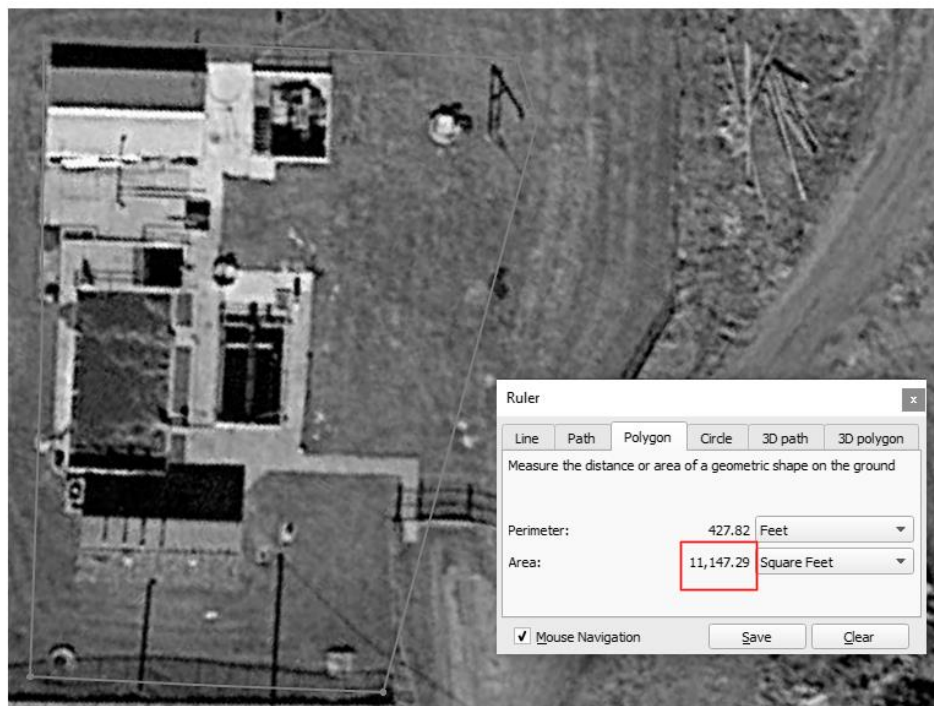 Ruler x
Line Path Polygon Circle 3D path 3D polygon
Measure the distance or area of a geometric shape on the ground
Perimeter: 427.82 Feet
Area: 11,147.29 Square Feet
Mouse Navigation Save Clear